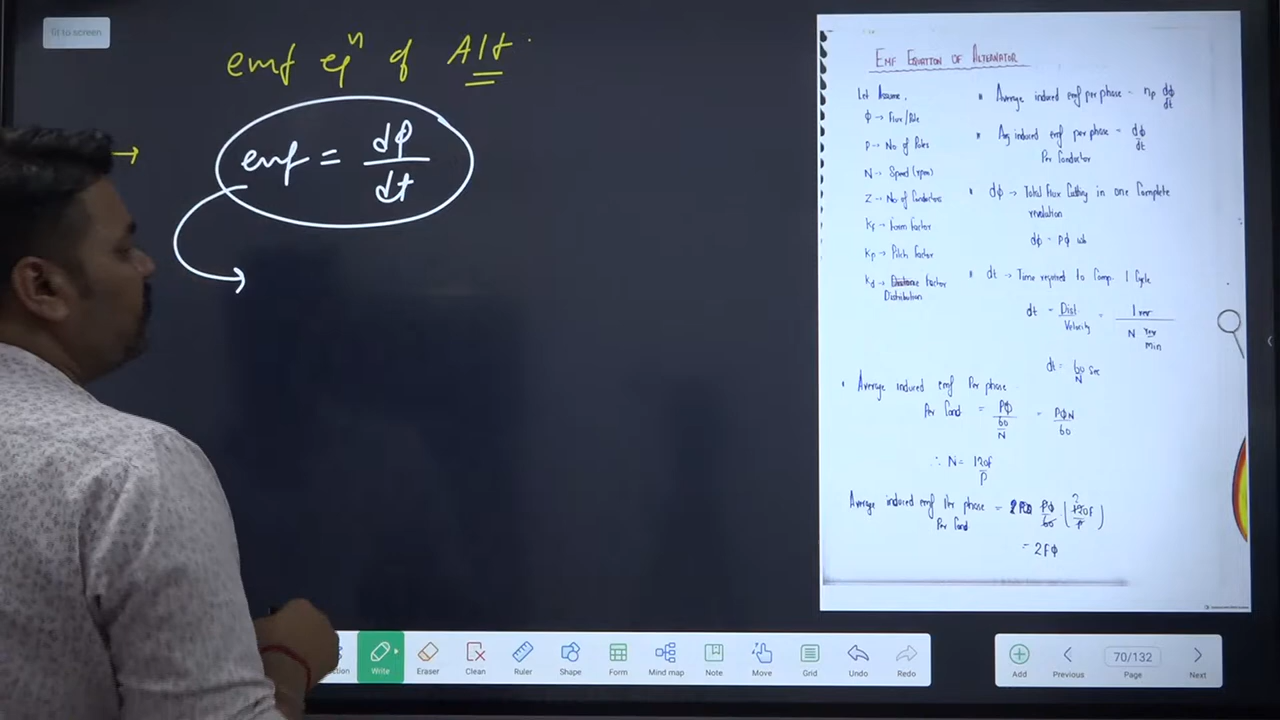 fit to screen
emf eqⁿ of Alt.
emf = dφ
dt
EMF EQUATION OF ALTERNATOR
Let Assume,
φ → Flux/Pole
P → No of Poles
N → Speed (rpm)
Z → No of Conductors
Kf → Form Factor
Kp → Pitch Factor
Kd → Factor
Distribution
* Average induced emf per phase = np dφ
dt
* Avg induced emf per phase = dφ
Per Conductor dt
* dφ → Total Flux Cutting in one Complete
revolution
dφ = Pφ wb
* dt → Time required to Comp. 1 Cycle
dt = Dist = 1 rev
Velocity N rev
min
dt = 60 sec
N
* Average induced emf Per phase
Per Cond = Pφ = PφN
60 60
N
∴ N = 120f
P
Average induced emf Per phase = Pφ ( 120f )
Per Cond 60 P
2
= 2fφ
Write
Eraser
Clean
Ruler
Shape
Form
Mind map
Note
Move
Grid
Undo
Redo
Add
Previous
70/132
Page
Next